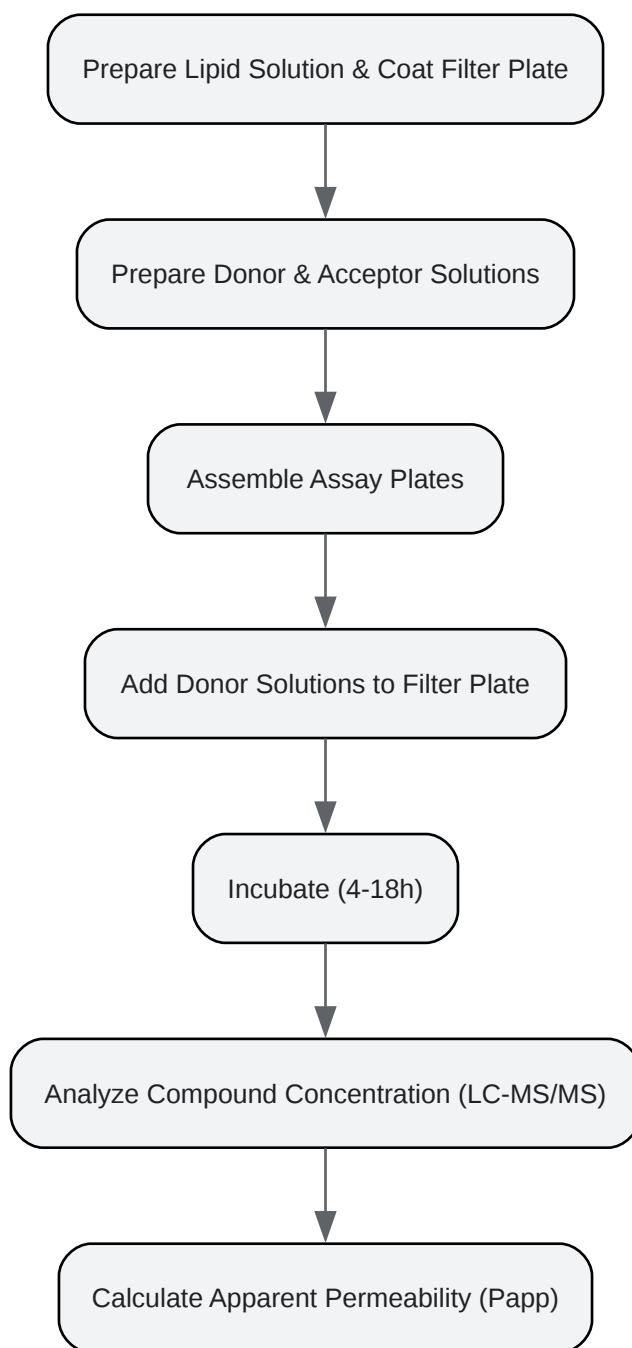 Prepare Lipid Solution & Coat Filter Plate
Prepare Donor & Acceptor Solutions
Assemble Assay Plates
Add Donor Solutions to Filter Plate
Incubate (4-18h)
Analyze Compound Concentration (LC-MS/MS)
Calculate Apparent Permeability (Papp)